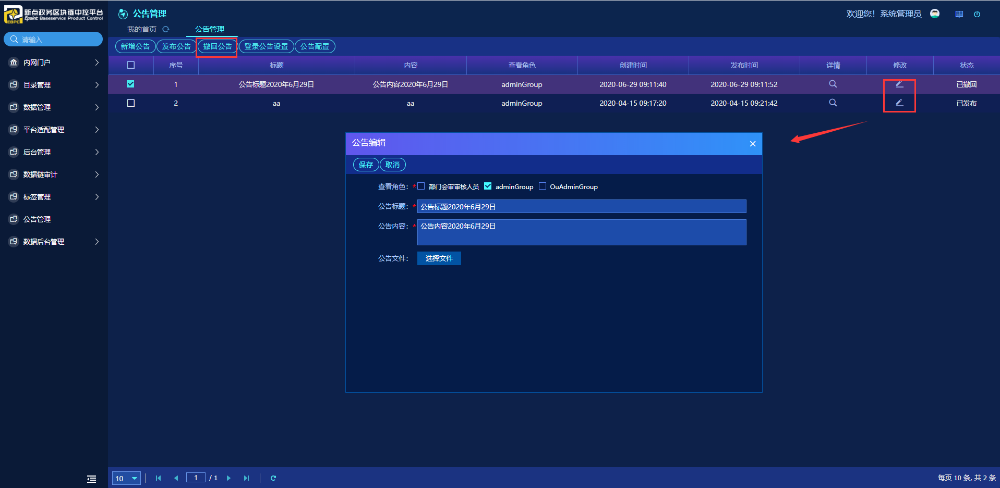 新点政务区块链中控平台
Epoint Baseservice Product Control
EBPC
请输入
内网门户
目录管理
数据管理
平台适配管理
后台管理
数据链审计
标签管理
公告管理
数据后台管理
公告管理
欢迎您！系统管理员
我的首页 公告管理
新增公告 发布公告 撤回公告 登录公告设置 公告配置
序号 标题 内容 查看角色 创建时间 发布时间 详情 修改 状态
1 公告标题2020年6月29日 公告内容2020年6月29日 adminGroup 2020-06-29 09:11:40 2020-06-29 09:11:52 已撤回
2 aa aa adminGroup 2020-04-15 09:17:20 2020-04-15 09:21:42 已发布
公告编辑
保存 取消
查看角色：* 部门会审审核人员 adminGroup OuAdminGroup
公告标题：* 公告标题2020年6月29日
公告内容：* 公告内容2020年6月29日
公告文件： 选择文件
10 1 / 1
每页 10 条, 共 2 条